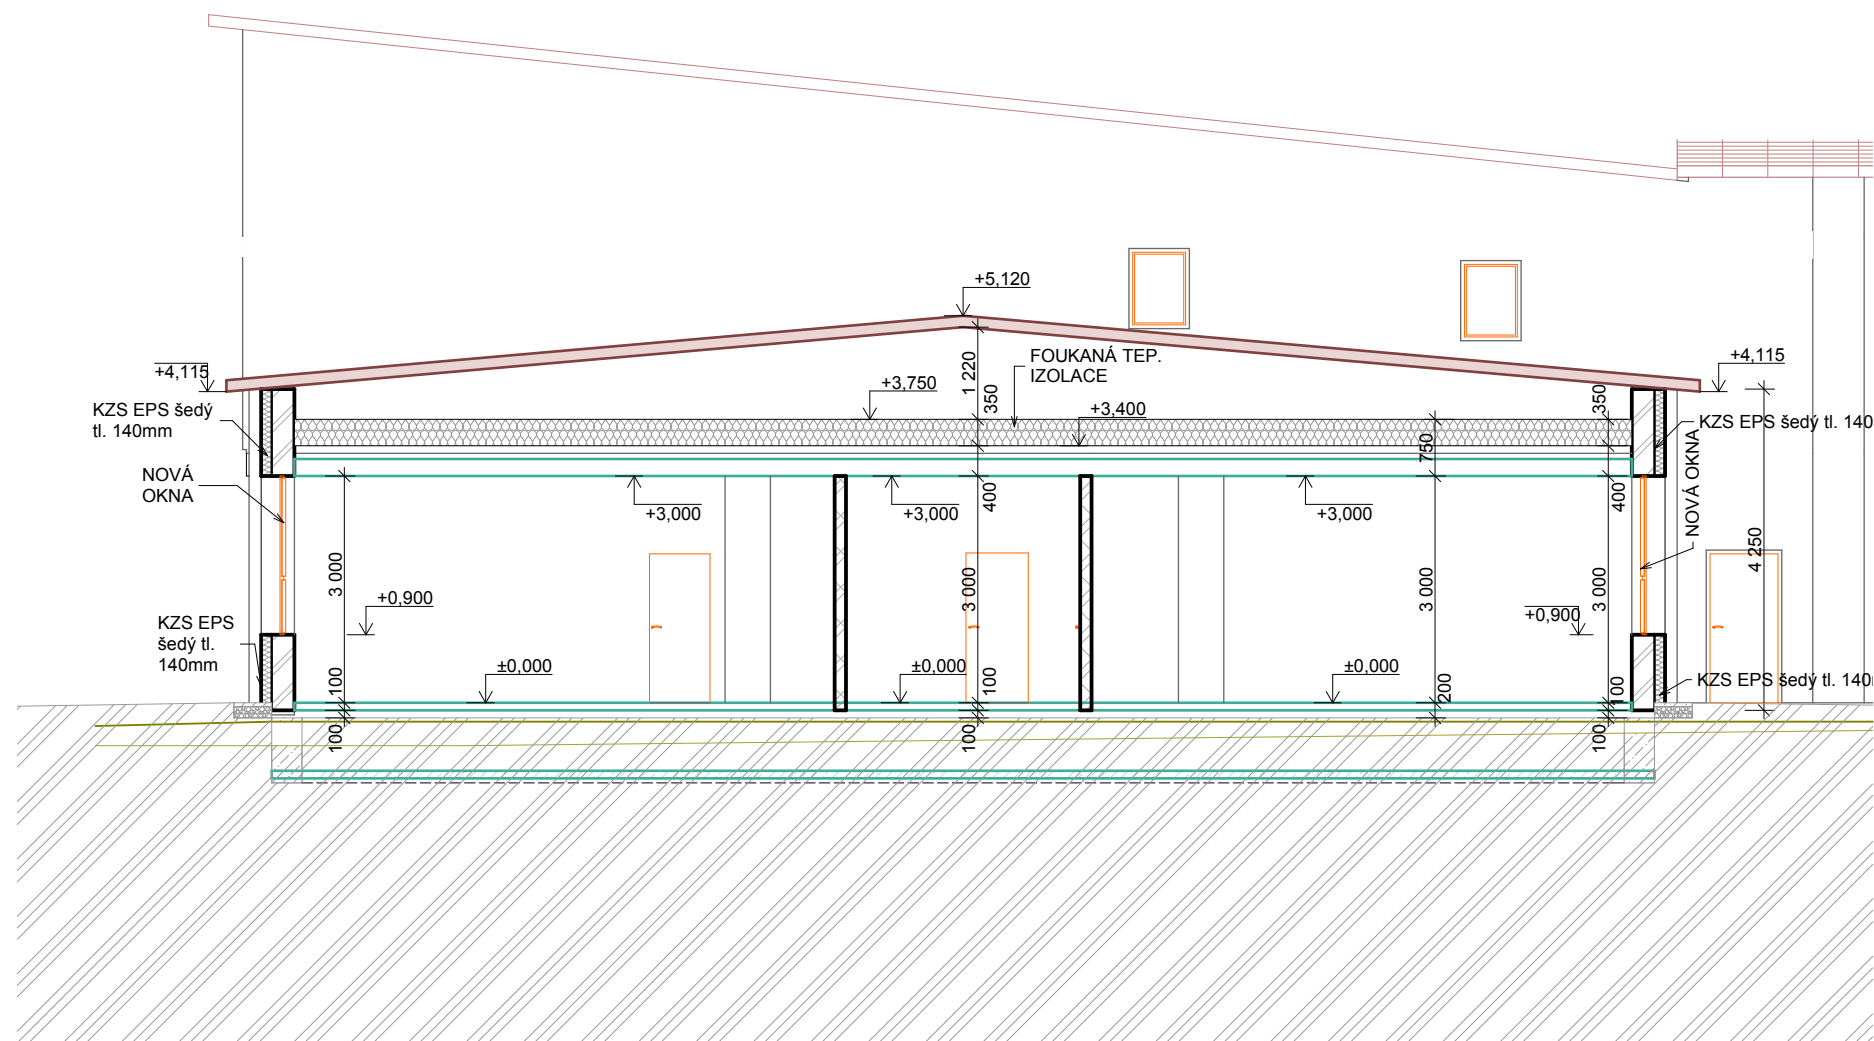 +5,120
+4,115
FOUKANÁ TEP.
IZOLACE
+4,115
1 220
350
+3,750
350
KZS EPS šedý
tl. 140mm
+3,400
KZS EPS šedý tl. 140
750
NOVÁ
OKNA
NOVÁ OKNA
400
400
+3,000
+3,000
+3,000
4 250
3 000
3 000
3 000
3 000
+0,900
+0,900
KZS EPS
šedý tl.
140mm
±0,000
±0,000
±0,000
100
100
200
100
KZS EPS šedý tl. 140
100
100
100